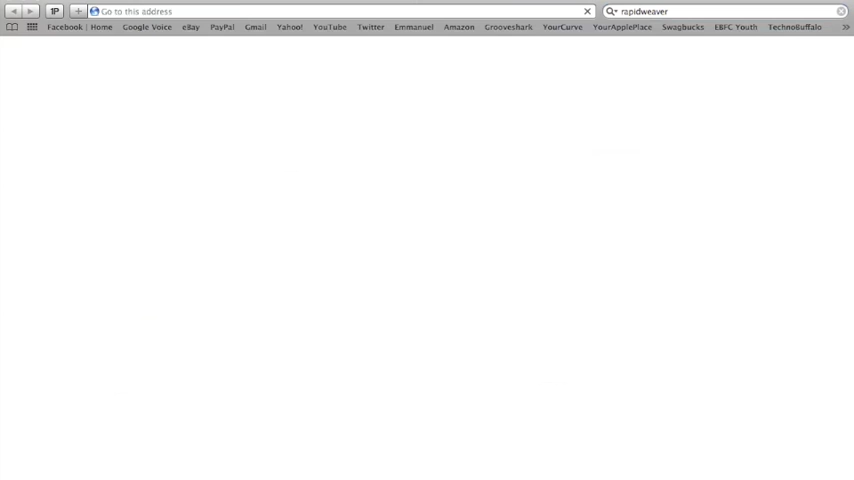 1P + Go to this address rapidweaver
Facebook | Home Google Voice eBay PayPal Gmail Yahoo! YouTube Twitter Emmanuel Amazon Grooveshark YourCurve YourApplePlace Swagbucks EBFC Youth TechnoBuffalo »